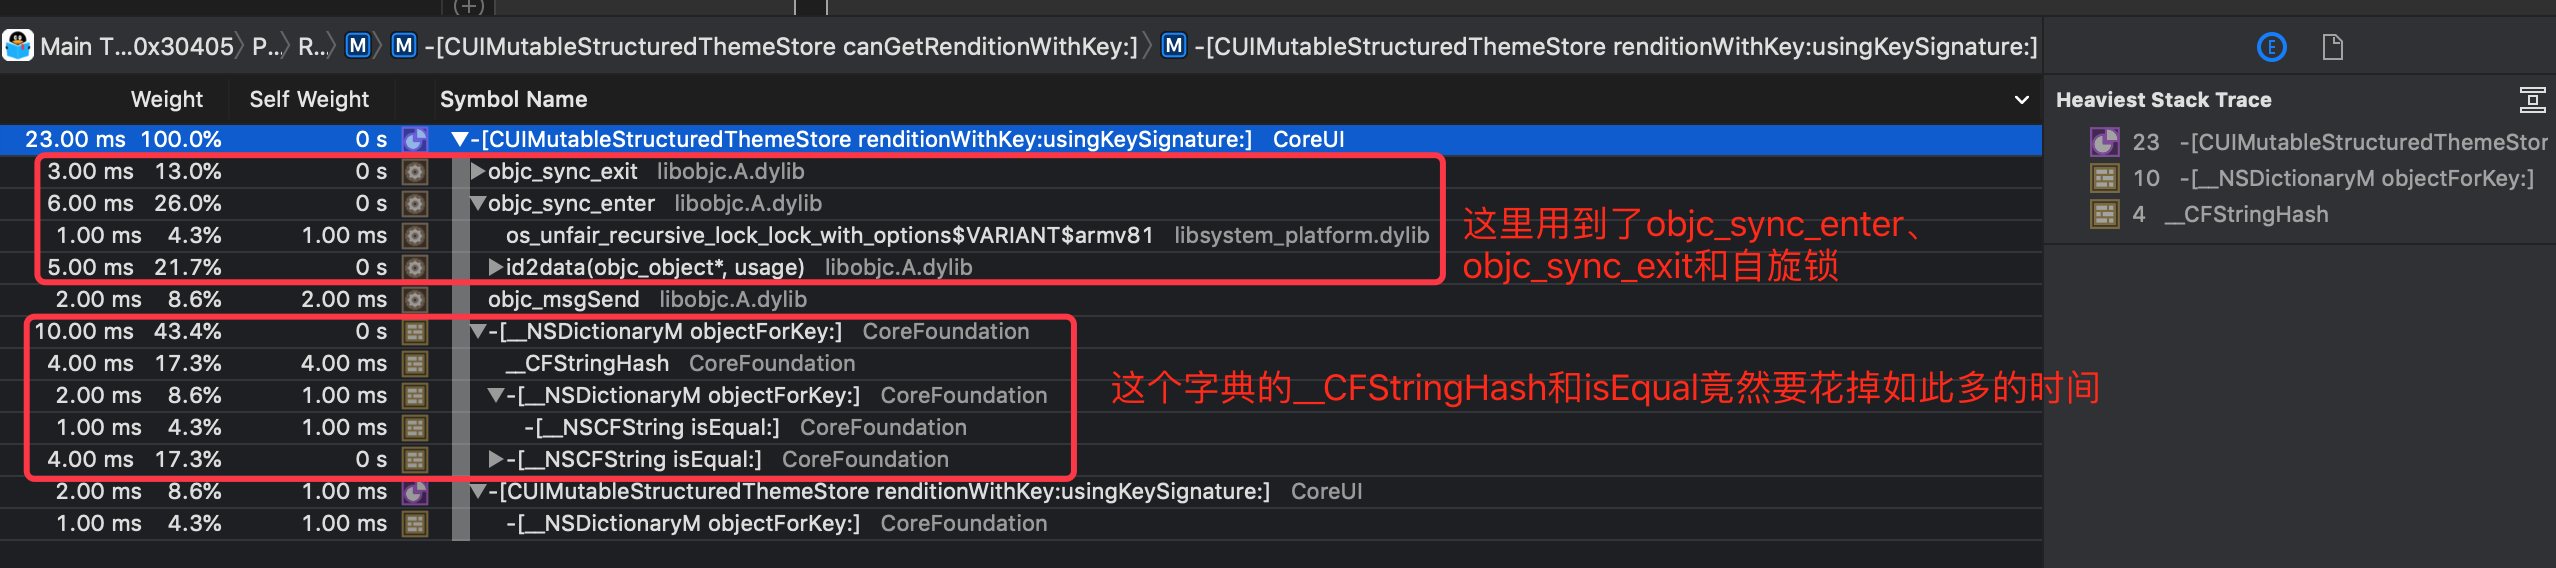 Main T...0x30405 P... R... M M -[CUIMutableStructuredThemeStore canGetRenditionWithKey:] M -[CUIMutableStructuredThemeStore renditionWithKey:usingKeySignature:] E
Weight Self Weight Symbol Name Heaviest Stack Trace
23.00 ms 100.0% 0 s -[CUIMutableStructuredThemeStore renditionWithKey:usingKeySignature:] CoreUI
3.00 ms 13.0% 0 s objc_sync_exit libobjc.A.dylib
6.00 ms 26.0% 0 s objc_sync_enter libobjc.A.dylib
1.00 ms 4.3% 1.00 ms os_unfair_recursive_lock_lock_with_options$VARIANT$armv81 libsystem_platform.dylib
5.00 ms 21.7% 0 s id2data(objc_object*, usage) libobjc.A.dylib
2.00 ms 8.6% 2.00 ms objc_msgSend libobjc.A.dylib
10.00 ms 43.4% 0 s -[__NSDictionaryM objectForKey:] CoreFoundation
4.00 ms 17.3% 4.00 ms __CFStringHash CoreFoundation
2.00 ms 8.6% 1.00 ms -[__NSDictionaryM objectForKey:] CoreFoundation
1.00 ms 4.3% 1.00 ms -[__NSCFString isEqual:] CoreFoundation
4.00 ms 17.3% 0 s -[__NSCFString isEqual:] CoreFoundation
2.00 ms 8.6% 1.00 ms -[CUIMutableStructuredThemeStore renditionWithKey:usingKeySignature:] CoreUI
1.00 ms 4.3% 1.00 ms -[__NSDictionaryM objectForKey:] CoreFoundation
这里用到了objc_sync_enter、
objc_sync_exit和自旋锁
这个字典的__CFStringHash和isEqual竟然要花掉如此多的时间
23 -[CUIMutableStructuredThemeStor
10 -[__NSDictionaryM objectForKey:]
4 __CFStringHash